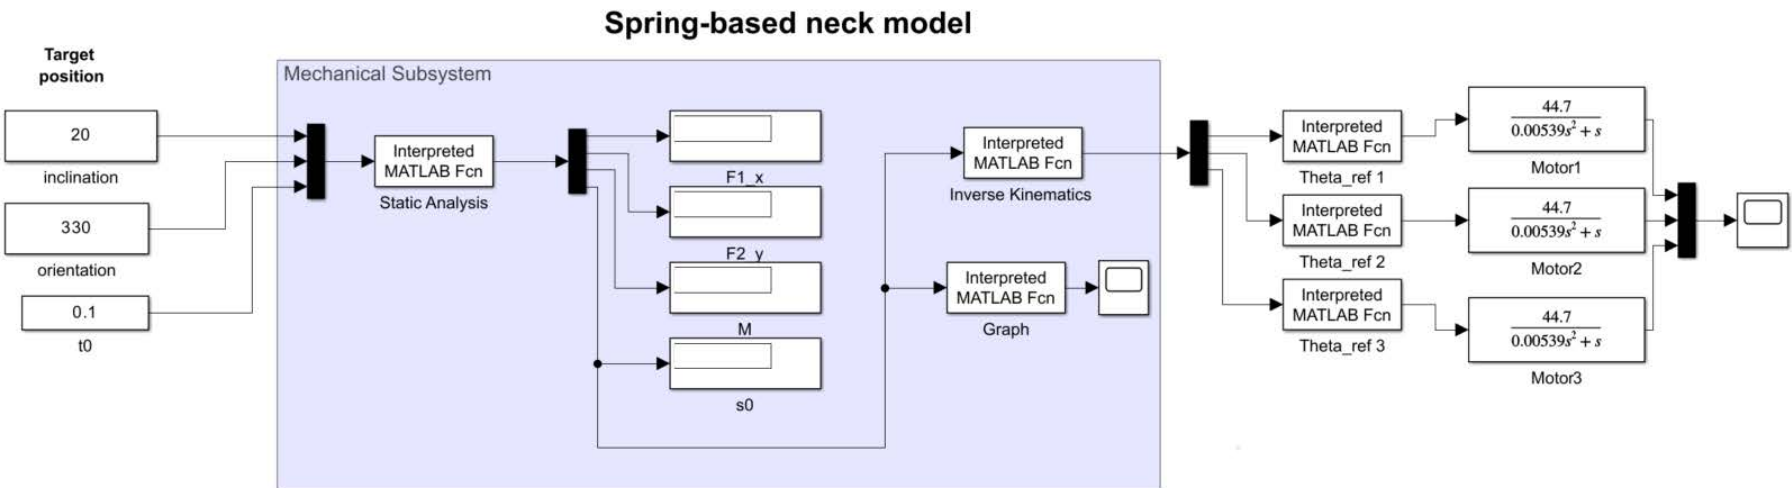 Spring-based neck model
Target
position
20
inclination
330
orientation
0.1
t0
Mechanical Subsystem
Interpreted
MATLAB Fcn
Static Analysis
F1_x
F2_y
M
s0
Interpreted
MATLAB Fcn
Inverse Kinematics
Interpreted
MATLAB Fcn
Graph
Interpreted
MATLAB Fcn
Theta_ref 1
Interpreted
MATLAB Fcn
Theta_ref 2
Interpreted
MATLAB Fcn
Theta_ref 3
44.7
0.00539s² + s
Motor1
44.7
0.00539s² + s
Motor2
44.7
0.00539s² + s
Motor3